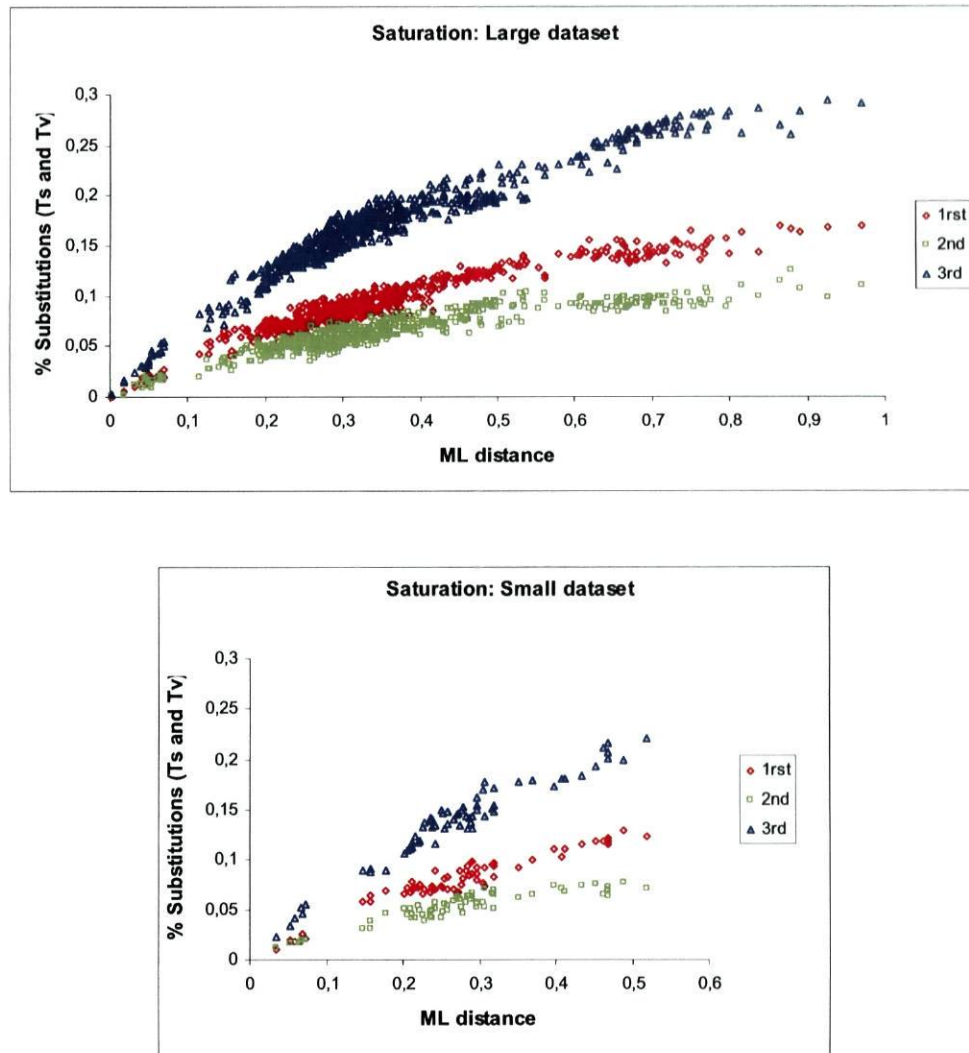 Saturation: Large dataset
% Substitutions (Ts and Tv)
0,3
0,25
0,2
0,15
0,1
0,05
0
0 0,1 0,2 0,3 0,4 0,5 0,6 0,7 0,8 0,9 1
ML distance
1rst
2nd
3rd
Saturation: Small dataset
% Substitutions (Ts and Tv)
0,3
0,25
0,2
0,15
0,1
0,05
0
0 0,1 0,2 0,3 0,4 0,5 0,6
ML distance
1rst
2nd
3rd